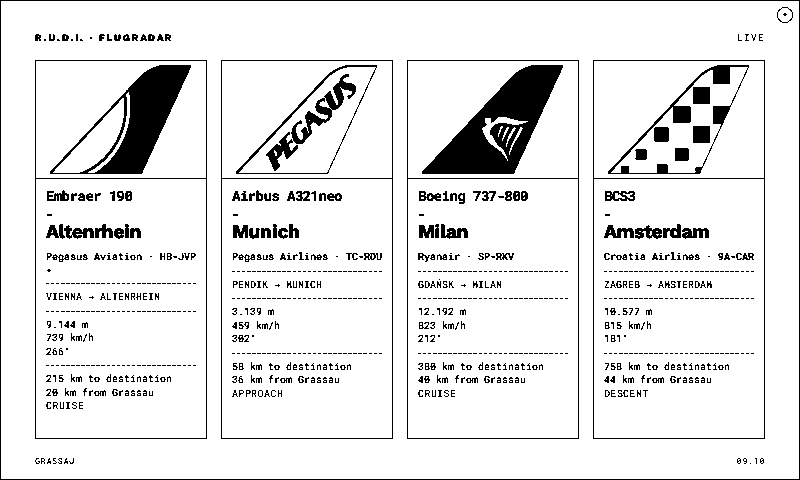 R.U.D.I. · FLUGRADAR
LIVE
Embraer 190
-
Altenrhein
Pegasus Aviation · HB-JVP
*
VIENNA → ALTENRHEIN
9.144 m
739 km/h
266°
215 km to destination
20 km from Grassau
CRUISE
PEGASUS
Airbus A321neo
-
Munich
Pegasus Airlines · TC-RDU
PENDIK → MUNICH
3.139 m
459 km/h
302°
58 km to destination
36 km from Grassau
APPROACH
Boeing 737-800
-
Milan
Ryanair · SP-RKV
GDAŃSK → MILAN
12.192 m
823 km/h
212°
380 km to destination
40 km from Grassau
CRUISE
BCS3
-
Amsterdam
Croatia Airlines · 9A-CAR
ZAGREB → AMSTERDAM
10.577 m
815 km/h
181°
758 km to destination
44 km from Grassau
DESCENT
GRASSAU
09.10